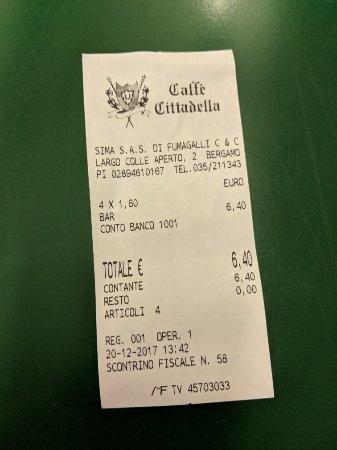 Caffè
Cittadella
SIMA S.A.S. DI FUMAGALLI C & C
LARGO COLLE APERTO, 2 BERGAMO
PI 02894610167 TEL.035/211343
EURO
4 X 1,60
BAR 6,40
CONTO BANCO 1001
TOTALE € 6,40
CONTANTE 6,40
RESTO 0,00
ARTICOLI 4
REG. 001 OPER. 1
20-12-2017 13:42
SCONTRINO FISCALE N. 58
MF TV 45703033